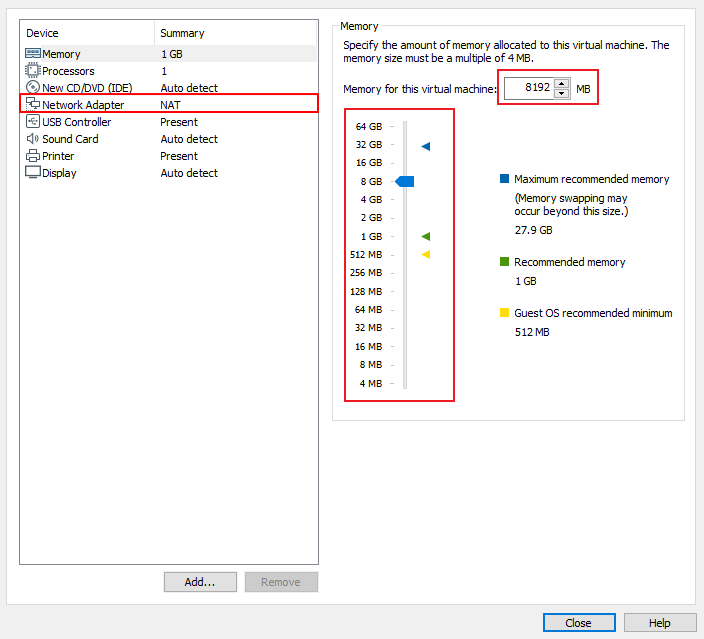 Device Summary
Memory 1 GB
Processors 1
New CD/DVD (IDE) Auto detect
Network Adapter NAT
USB Controller Present
Sound Card Auto detect
Printer Present
Display Auto detect
Add...
Remove
Memory
Specify the amount of memory allocated to this virtual machine. The
memory size must be a multiple of 4 MB.
Memory for this virtual machine: 8192 MB
64 GB
32 GB
16 GB
8 GB
4 GB
2 GB
1 GB
512 MB
256 MB
128 MB
64 MB
32 MB
16 MB
8 MB
4 MB
Maximum recommended memory
(Memory swapping may
occur beyond this size.)
27.9 GB
Recommended memory
1 GB
Guest OS recommended minimum
512 MB
Close
Help